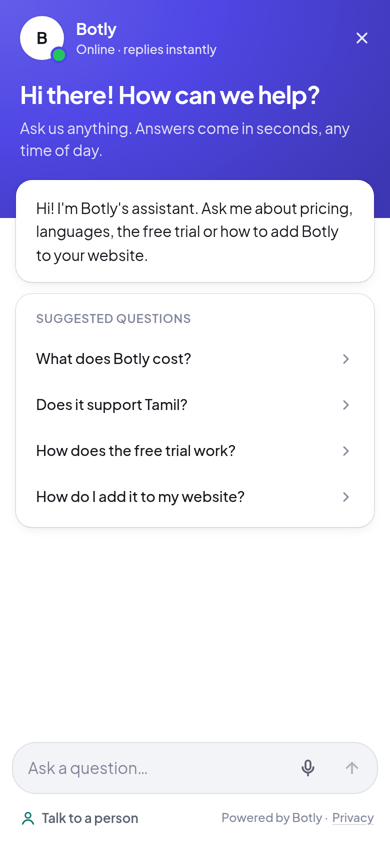 B
Botly
Online · replies instantly
Hi there! How can we help?
Ask us anything. Answers come in seconds, any
time of day.
Hi! I'm Botly's assistant. Ask me about pricing,
languages, the free trial or how to add Botly
to your website.
SUGGESTED QUESTIONS
What does Botly cost?
Does it support Tamil?
How does the free trial work?
How do I add it to my website?
Ask a question...
Talk to a person
Powered by Botly · Privacy